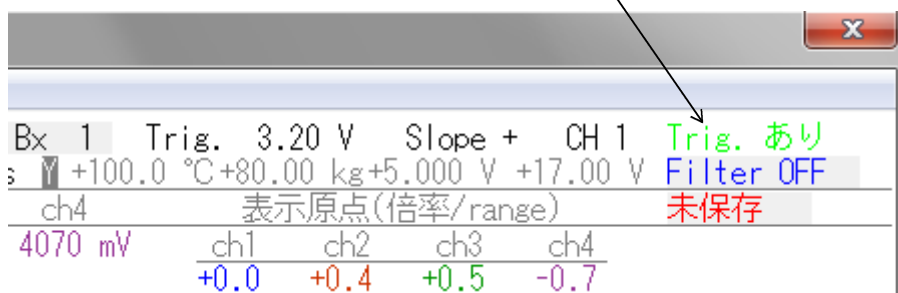 Bx 1 Trig. 3.20 V Slope + CH 1 Trig. あり
s Y +100.0 ℃+80.00 kg+5.000 V +17.00 V Filter OFF
ch4 表示原点(倍率/range) 未保存
4070 mV ch1 ch2 ch3 ch4
+0.0 +0.4 +0.5 -0.7